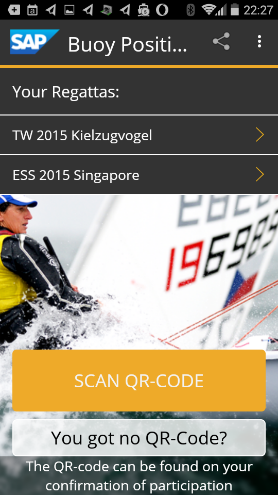 22:27
SAP Buoy Positi...
Your Regattas:
TW 2015 Kielzugvogel
ESS 2015 Singapore
SCAN QR-CODE
You got no QR-Code?
The QR-code can be found on your
confirmation of participation